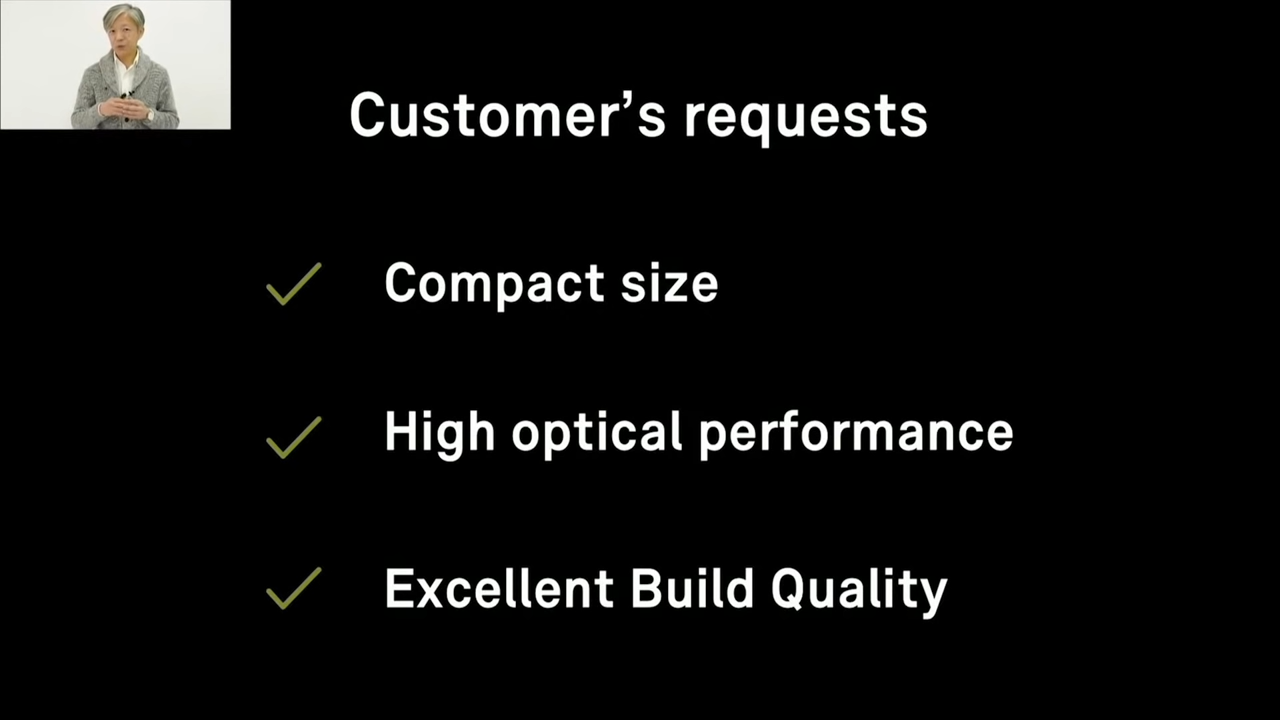 Customer’s requests
Compact size
High optical performance
Excellent Build Quality